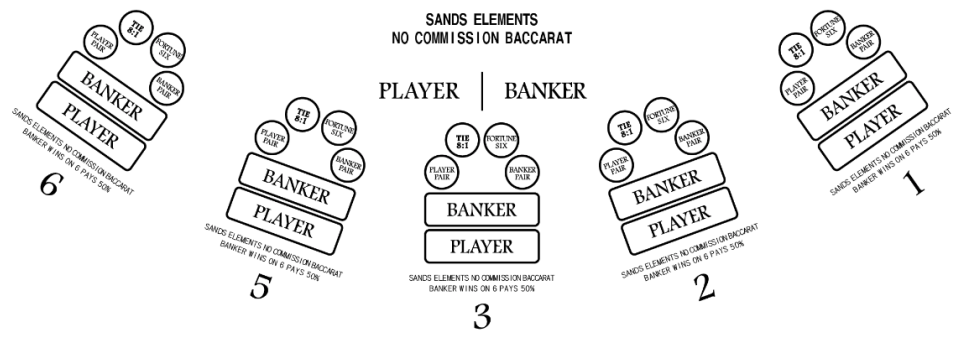 SANDS ELEMENTS
NO COMMISSION BACCARAT
PLAYER | BANKER
PLAYER PAIR
TIE 8:1
FORTUNE SIX
BANKER PAIR
BANKER
PLAYER
SANDS ELEMENTS NO COMMISSION BACCARAT
BANKER WINS ON 6 PAYS 50%
6
PLAYER PAIR
TIE 8:1
FORTUNE SIX
BANKER PAIR
BANKER
PLAYER
SANDS ELEMENTS NO COMMISSION BACCARAT
BANKER WINS ON 6 PAYS 50%
5
PLAYER PAIR
TIE 8:1
FORTUNE SIX
BANKER PAIR
BANKER
PLAYER
SANDS ELEMENTS NO COMMISSION BACCARAT
BANKER WINS ON 6 PAYS 50%
3
PLAYER PAIR
TIE 8:1
FORTUNE SIX
BANKER PAIR
BANKER
PLAYER
SANDS ELEMENTS NO COMMISSION BACCARAT
BANKER WINS ON 6 PAYS 50%
2
PLAYER PAIR
TIE 8:1
FORTUNE SIX
BANKER PAIR
BANKER
PLAYER
SANDS ELEMENTS NO COMMISSION BACCARAT
BANKER WINS ON 6 PAYS 50%
1